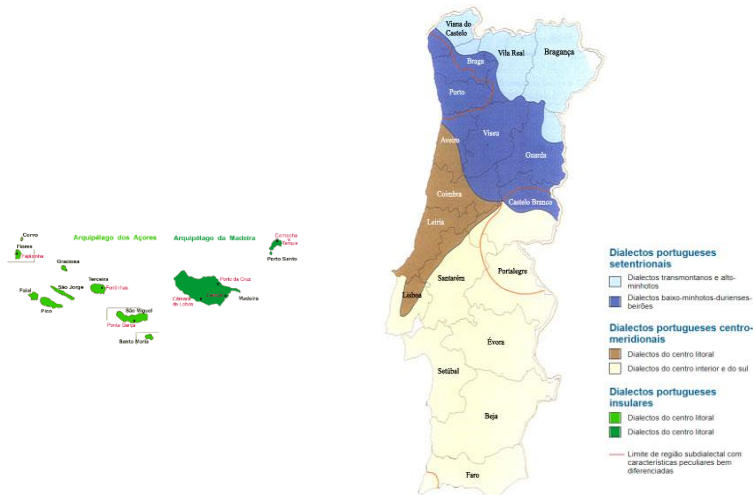 Viana do
Castelo
Vila Real
Bragança
Braga
Porto
Viseu
Aveiro
Guarda
Coimbra
Castelo Branco
Leiria
Santarém
Portalegre
Lisboa
Évora
Setúbal
Beja
Faro
Arquipélago dos Açores
Arquipélago da Madeira
Corvo
Flores
Fajãzinha
Graciosa
Terceira
Fontinhas
Faial
São Jorge
Pico
São Miguel
Ponta Garça
Santa Maria
Porto Santo
Porto da Cruz
Câmara
de Lobos
Madeira
Dialectos portugueses
setentrionais
Dialectos transmontanos e alto-
minhotos
Dialectos baixo-minhotos-durienses-
beirões
Dialectos portugueses centro-
meridionais
Dialectos do centro litoral
Dialectos do centro interior e do sul
Dialectos portugueses
insulares
Dialectos do centro litoral
Dialectos do centro litoral
Limite de região subdialectal com
características peculiares bem
diferenciadas